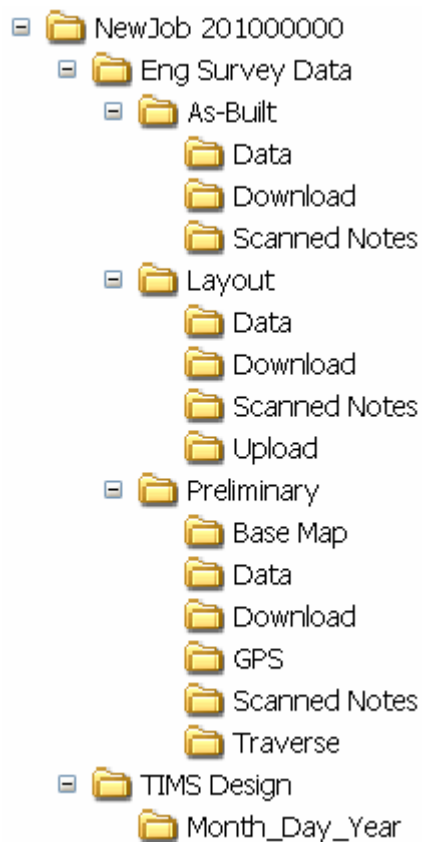 NewJob 201000000
Eng Survey Data
As-Built
Data
Download
Scanned Notes
Layout
Data
Download
Scanned Notes
Upload
Preliminary
Base Map
Data
Download
GPS
Scanned Notes
Traverse
TIMS Design
Month_Day_Year